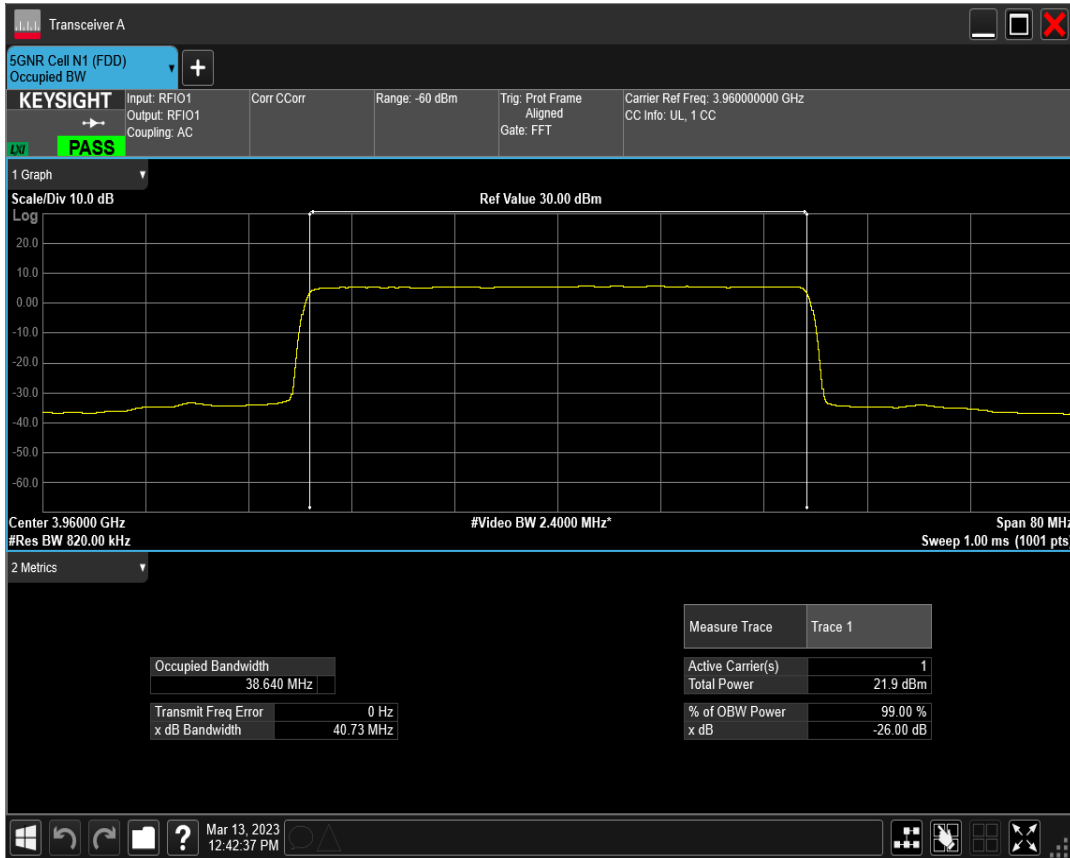 Transceiver A
5GNR Cell N1 (FDD)
Occupied BW
+
KEYSIGHT
Input: RFIO1
Output: RFIO1
Coupling: AC
Corr CCorr
Range: -60 dBm
Trig: Prot Frame
Aligned
Gate: FFT
Carrier Ref Freq: 3.960000000 GHz
CC Info: UL, 1 CC
LXI
PASS
1 Graph
Scale/Div 10.0 dB
Ref Value 30.00 dBm
Log
20.0
10.0
0.00
-10.0
-20.0
-30.0
-40.0
-50.0
-60.0
Center 3.96000 GHz
#Video BW 2.4000 MHz*
Span 80 MHz
#Res BW 820.00 kHz
Sweep 1.00 ms (1001 pts)
2 Metrics
Measure Trace Trace 1
Occupied Bandwidth
38.640 MHz
Active Carrier(s) 1
Total Power 21.9 dBm
Transmit Freq Error 0 Hz
x dB Bandwidth 40.73 MHz
% of OBW Power 99.00 %
x dB -26.00 dB
?
Mar 13, 2023
12:42:37 PM